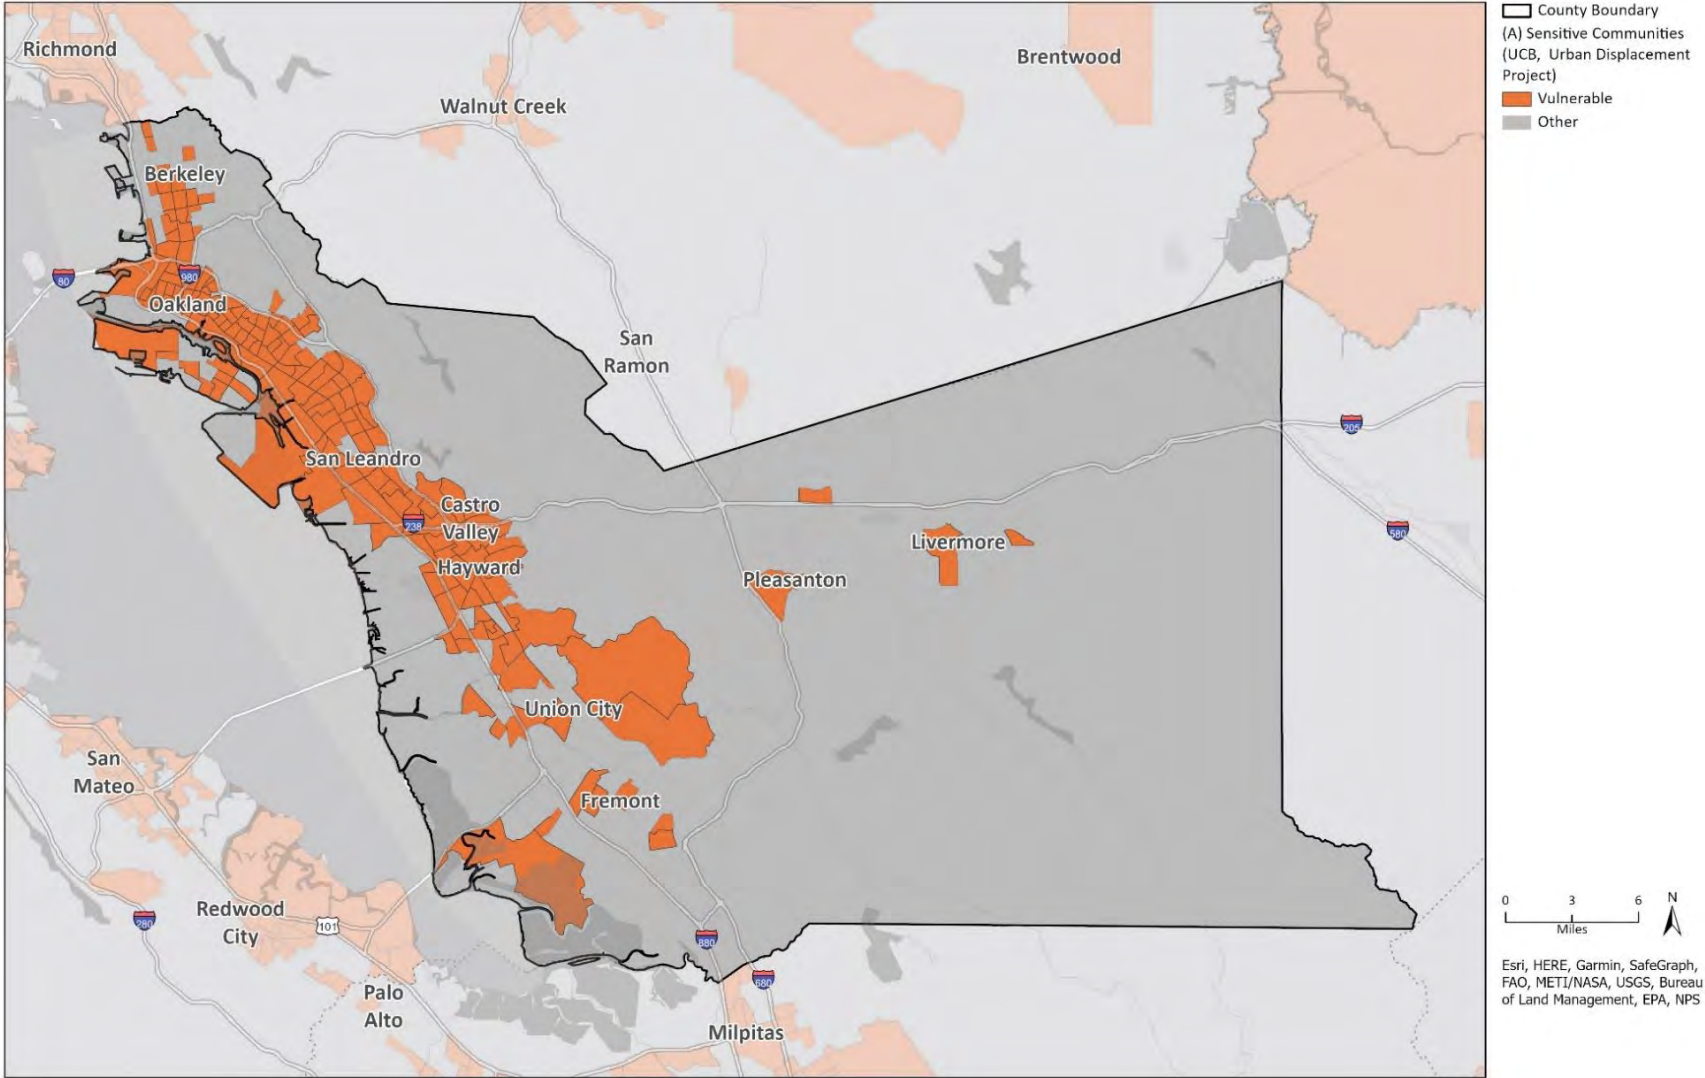 Richmond
Brentwood
Walnut Creek
Berkeley
80
980
Oakland
San
Ramon
205
San Leandro
Castro
Valley
238
580
Livermore
Hayward
Pleasanton
Union City
San
Mateo
Fremont
Redwood
City
280
101
880
680
Palo
Alto
Milpitas
County Boundary
(A) Sensitive Communities
(UCB, Urban Displacement
Project)
Vulnerable
Other
0 3 6
Miles
N
Esri, HERE, Garmin, SafeGraph,
FAO, METI/NASA, USGS, Bureau
of Land Management, EPA, NPS